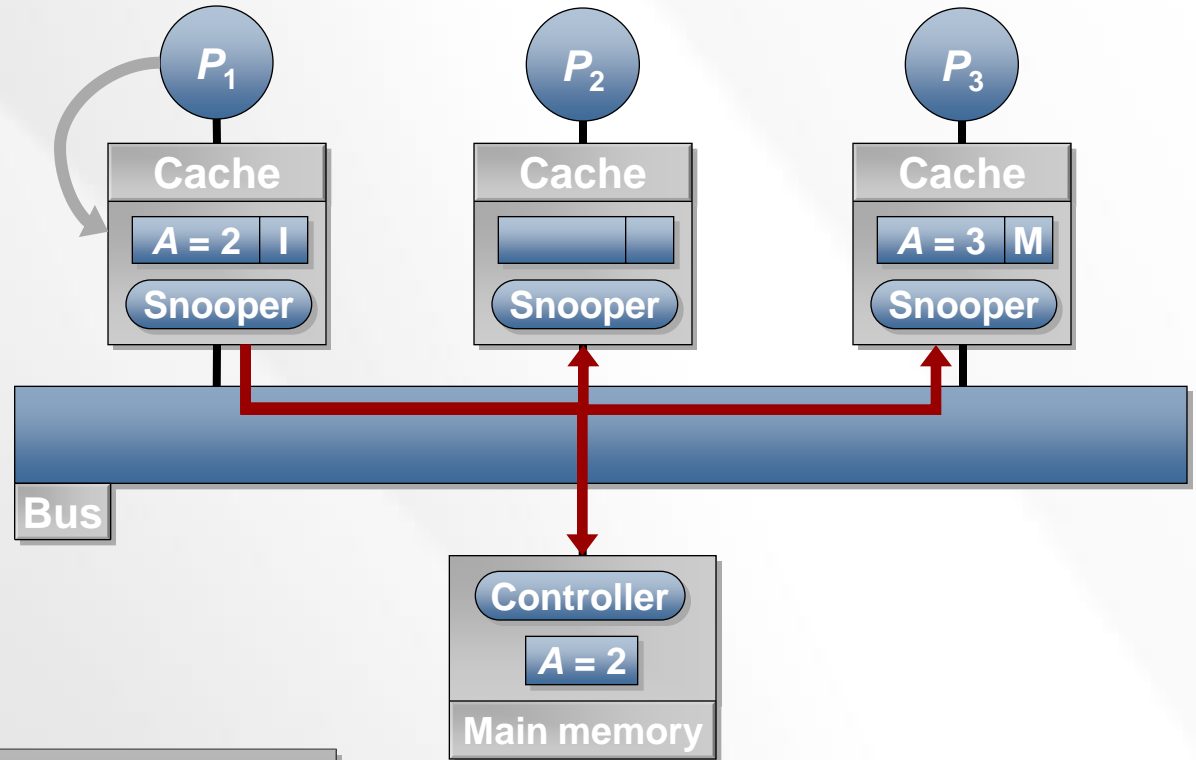 P1
P2
P3
Cache
Cache
Cache
A = 2 I
A = 3 M
Snooper
Snooper
Snooper
Bus
Controller
A = 2
Main memory